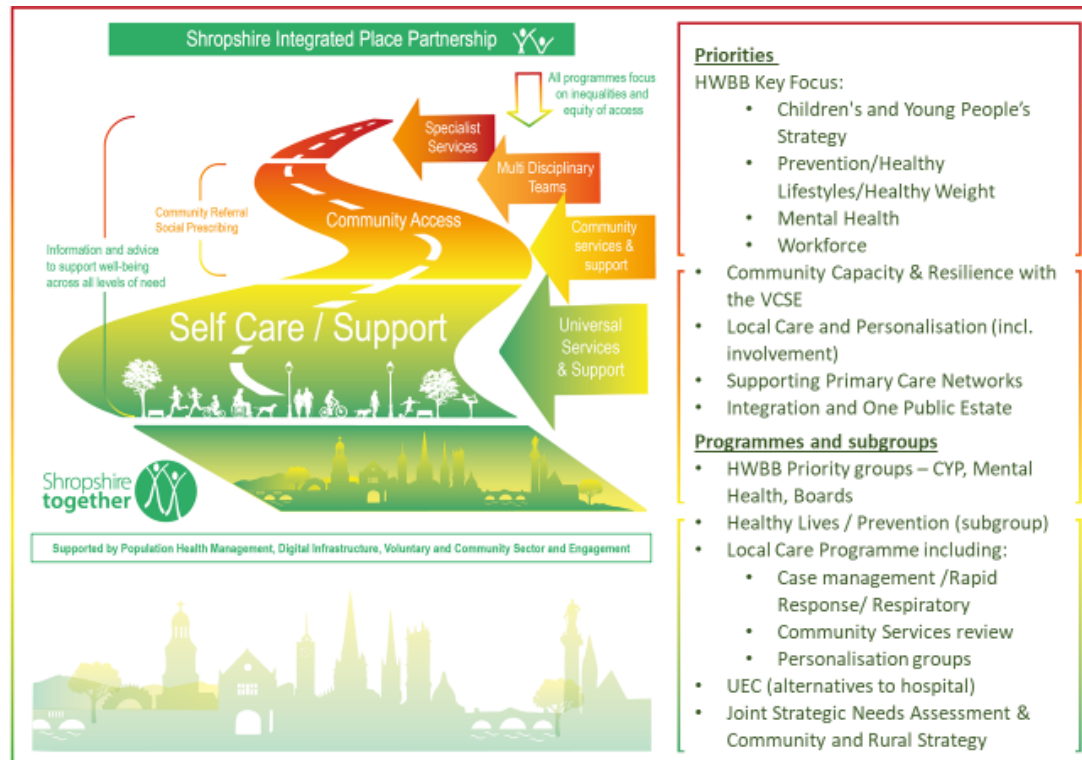 Shropshire Integrated Place Partnership
All programmes focus
on inequalities and
equity of access
Specialist
Services
Multi Disciplinary
Teams
Community Access
Community
services &
support
Community Referral
Social Prescribing
Information and advice
to support well-being
across all levels of need
Self Care / Support
Universal
Services
& Support
Shropshire
together
Supported by Population Health Management, Digital Infrastructure, Voluntary and Community Sector and Engagement
Priorities
HWBB Key Focus:
• Children's and Young People’s
Strategy
• Prevention/Healthy
Lifestyles/Healthy Weight
• Mental Health
• Workforce
• Community Capacity & Resilience with
the VCSE
• Local Care and Personalisation (incl.
involvement)
• Supporting Primary Care Networks
• Integration and One Public Estate
Programmes and subgroups
• HWBB Priority groups – CYP, Mental
Health, Boards
• Healthy Lives / Prevention (subgroup)
• Local Care Programme including:
• Case management /Rapid
Response/ Respiratory
• Community Services review
• Personalisation groups
• UEC (alternatives to hospital)
• Joint Strategic Needs Assessment &
Community and Rural Strategy